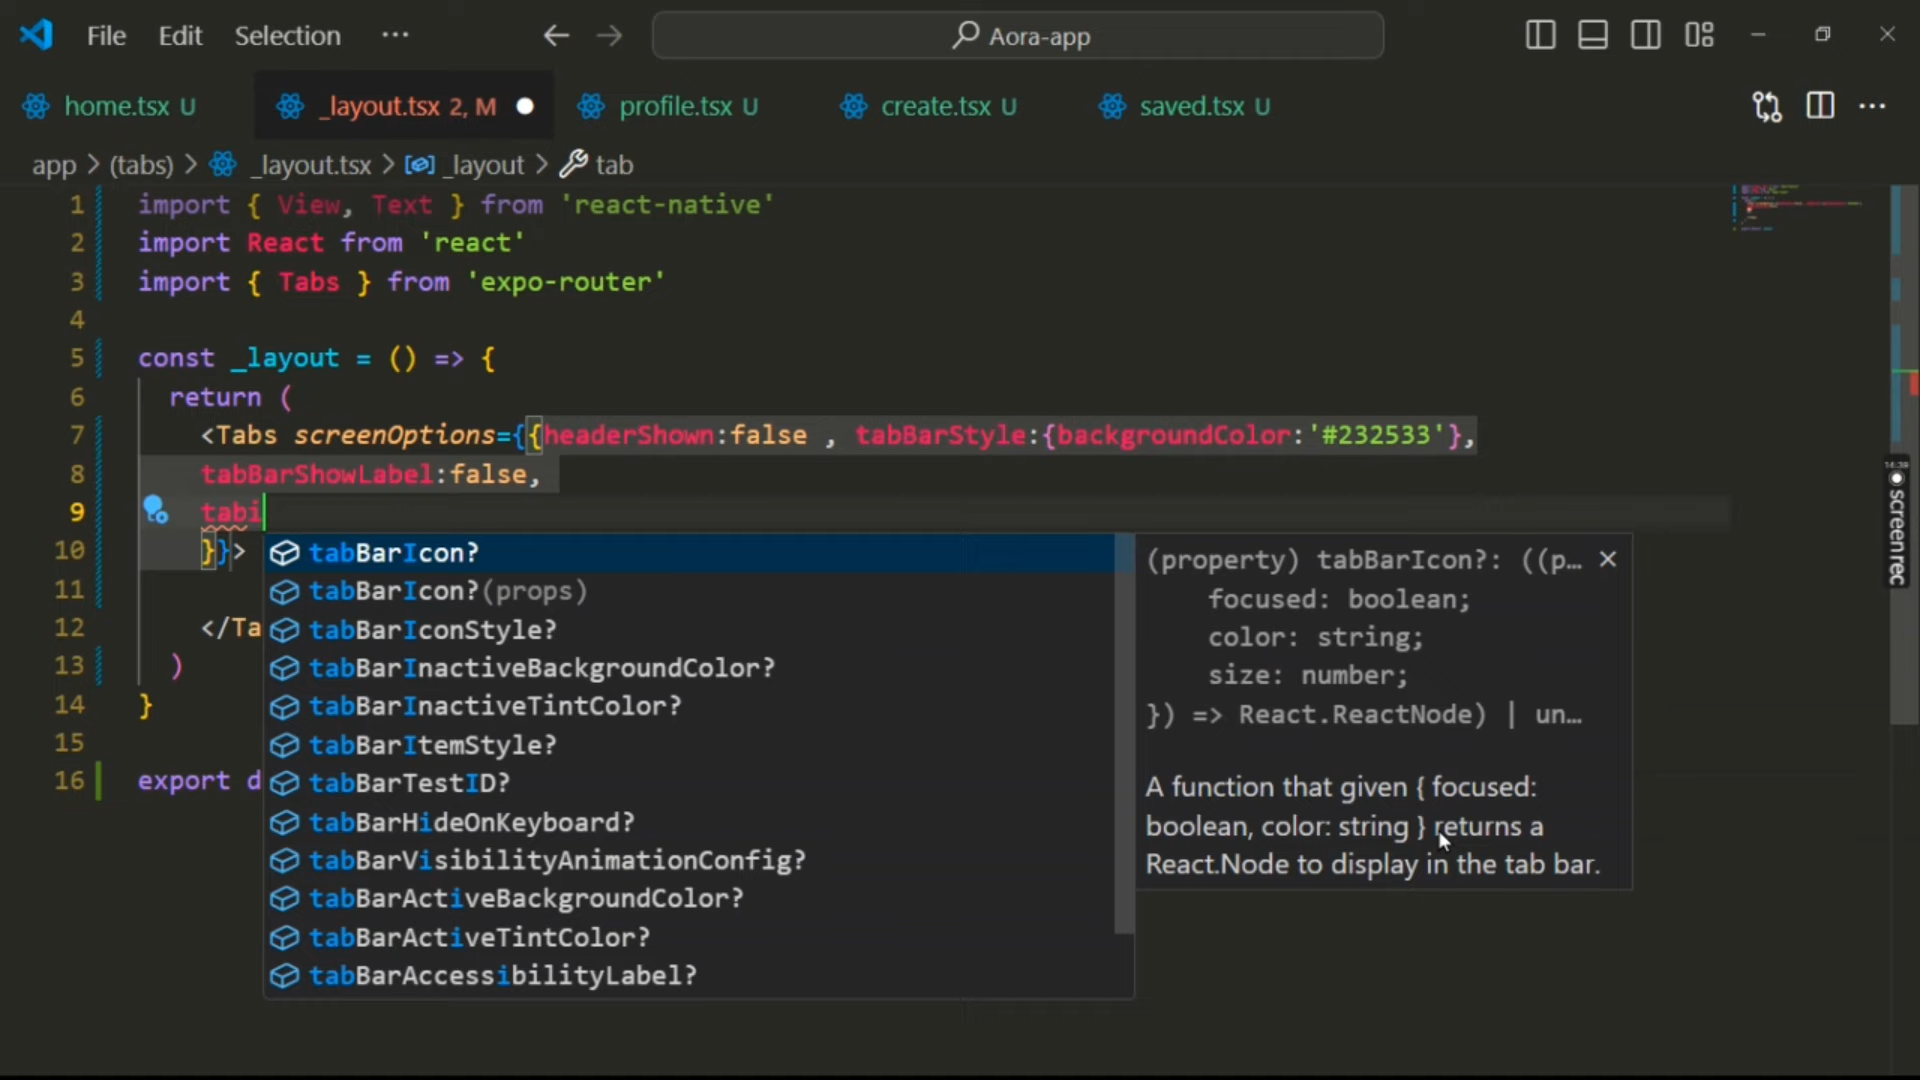 File Edit Selection ··· Aora-app
home.tsx U _layout.tsx 2, M profile.tsx U create.tsx U saved.tsx U ···
app > (tabs) > _layout.tsx > _layout > tab
1 import { View, Text } from 'react-native'
2 import React from 'react'
3 import { Tabs } from 'expo-router'
4
5 const _layout = () => {
6 return (
7 <Tabs screenOptions={{headerShown:false , tabBarStyle:{backgroundColor:'#232533'},
8 tabBarShowLabel:false,
9 tabi
10 }}>
11
12 </Ta
13 )
14 }
15
16 export d
tabBarIcon?
tabBarIcon?(props)
tabBarIconStyle?
tabBarInactiveBackgroundColor?
tabBarInactiveTintColor?
tabBarItemStyle?
tabBarTestID?
tabBarHideOnKeyboard?
tabBarVisibilityAnimationConfig?
tabBarActiveBackgroundColor?
tabBarActiveTintColor?
tabBarAccessibilityLabel?
(property) tabBarIcon?: ((p…
focused: boolean;
color: string;
size: number;
}) => React.ReactNode) | un…
A function that given { focused:
boolean, color: string } returns a
React.Node to display in the tab bar.
14:39
screen rec